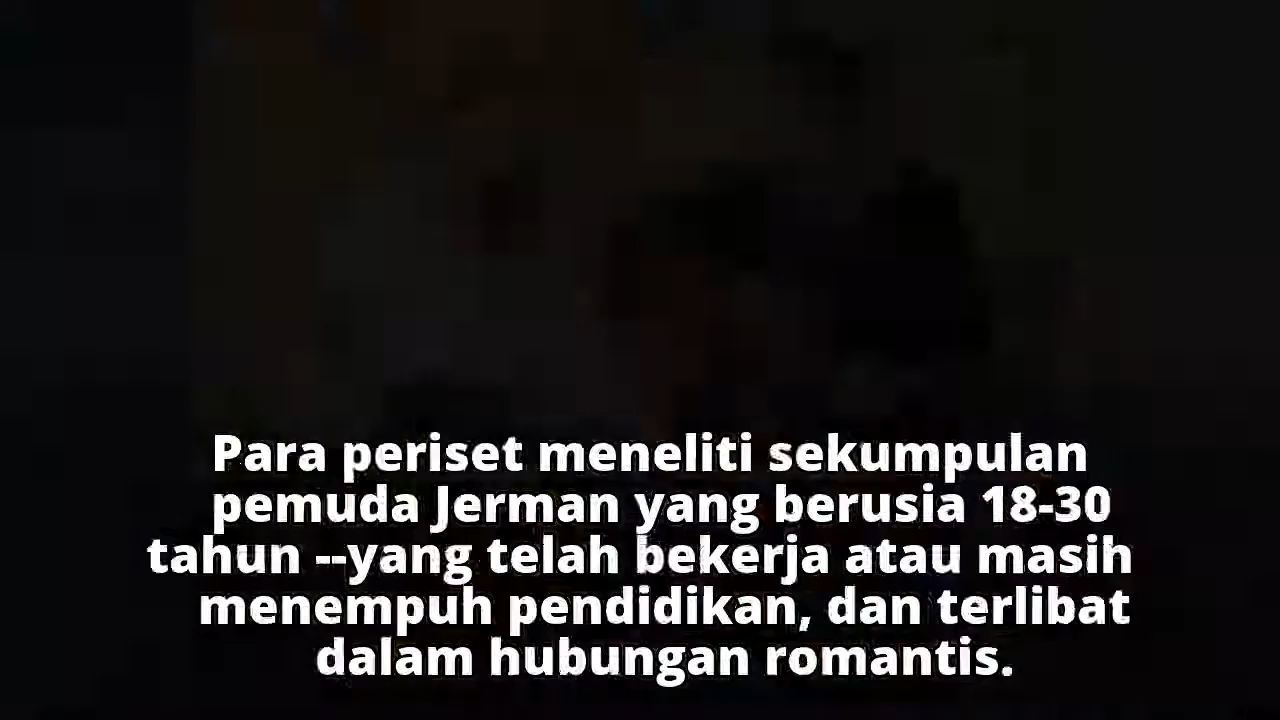 Para periset meneliti sekumpulan
pemuda Jerman yang berusia 18-30
tahun --yang telah bekerja atau masih
menempuh pendidikan, dan terlibat
dalam hubungan romantis.